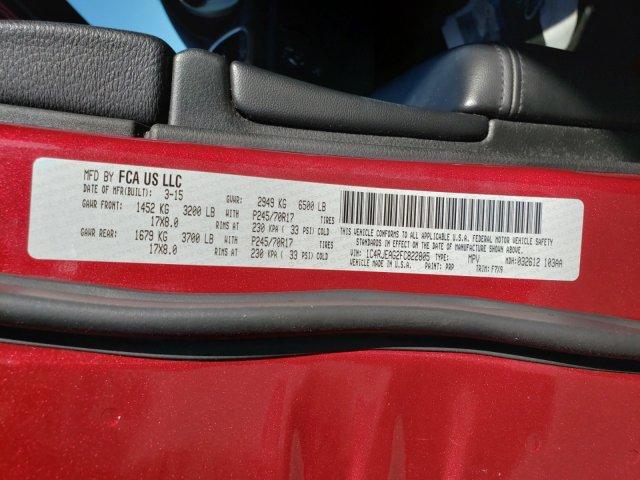 MFD BY FCA US LLC
DATE OF MFR(BUILT): 3-15 GVWR: 2949 KG 6500 LB
GAWR FRONT: 1452 KG 3200 LB WITH P245/70R17 TIRES
17X8.0 RIMS AT 230 KPA ( 33 PSI) COLD
GAWR REAR: 1679 KG 3700 LB WITH P245/70R17 TIRES
17X8.0 RIMS AT 230 KPA ( 33 PSI) COLD
THIS VEHICLE CONFORMS TO ALL APPLICABLE U.S.A. FEDERAL MOTOR VEHICLE SAFETY
STANDARDS IN EFFECT ON THE DATE OF MANUFACTURE SHOWN ABOVE.
VIN: 1C4RJEAG2FC822805 TYPE: MPV MDH: 032612 103AA
VEHICLE MADE IN U.S.A. PAINT: PRP TRIM: F7X9